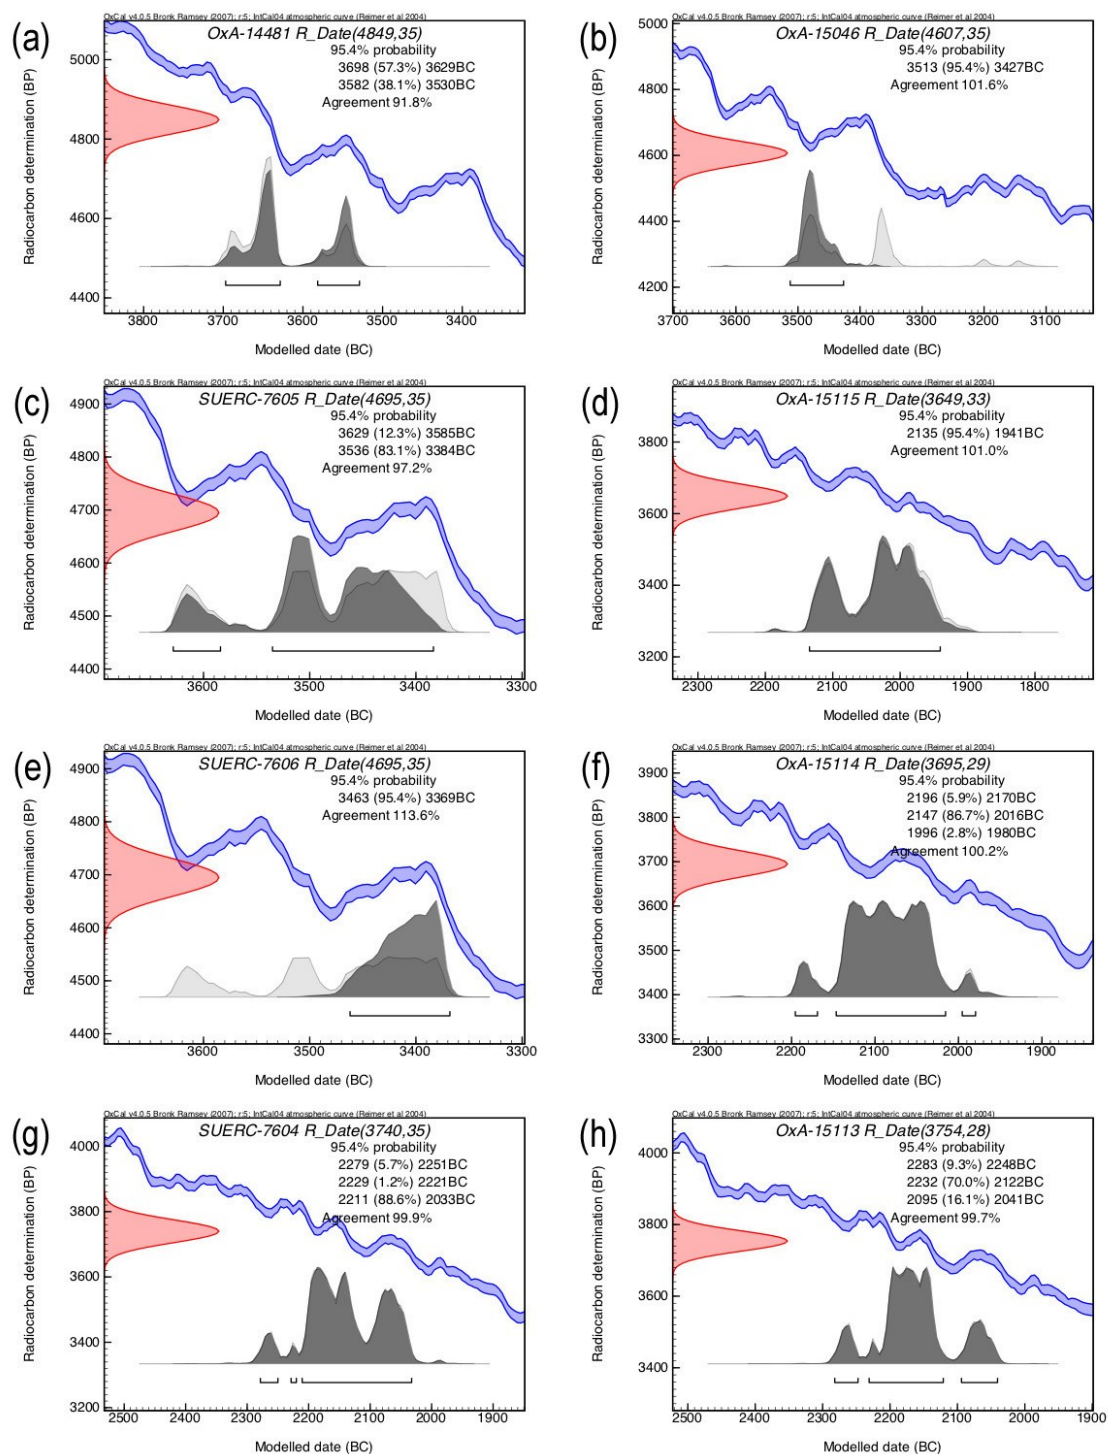 (a)
OxCal v4.0.5 Bronk Ramsey (2007); r:5; IntCal04 atmospheric curve (Reimer et al 2004)
OxA-14481 R_Date(4849,35)
95.4% probability
3698 (57.3%) 3629BC
3582 (38.1%) 3530BC
Agreement 91.8%
Radiocarbon determination (BP)
5000
4800
4600
4400
3800 3700 3600 3500 3400
Modelled date (BC)
(b)
OxCal v4.0.5 Bronk Ramsey (2007); r:5; IntCal04 atmospheric curve (Reimer et al 2004)
OxA-15046 R_Date(4607,35)
95.4% probability
3513 (95.4%) 3427BC
Agreement 101.6%
Radiocarbon determination (BP)
5000
4800
4600
4400
4200
3700 3600 3500 3400 3300 3200 3100
Modelled date (BC)
(c)
OxCal v4.0.5 Bronk Ramsey (2007); r:5; IntCal04 atmospheric curve (Reimer et al 2004)
SUERC-7605 R_Date(4695,35)
95.4% probability
3629 (12.3%) 3585BC
3536 (83.1%) 3384BC
Agreement 97.2%
Radiocarbon determination (BP)
4900
4800
4700
4600
4500
4400
3600 3500 3400 3300
Modelled date (BC)
(d)
OxCal v4.0.5 Bronk Ramsey (2007); r:5; IntCal04 atmospheric curve (Reimer et al 2004)
OxA-15115 R_Date(3649,33)
95.4% probability
2135 (95.4%) 1941BC
Agreement 101.0%
Radiocarbon determination (BP)
3800
3600
3400
3200
2300 2200 2100 2000 1900 1800
Modelled date (BC)
(e)
OxCal v4.0.5 Bronk Ramsey (2007); r:5; IntCal04 atmospheric curve (Reimer et al 2004)
SUERC-7606 R_Date(4695,35)
95.4% probability
3463 (95.4%) 3369BC
Agreement 113.6%
Radiocarbon determination (BP)
4900
4800
4700
4600
4500
4400
3600 3500 3400 3300
Modelled date (BC)
(f)
OxCal v4.0.5 Bronk Ramsey (2007); r:5; IntCal04 atmospheric curve (Reimer et al 2004)
OxA-15114 R_Date(3695,29)
95.4% probability
2196 (5.9%) 2170BC
2147 (86.7%) 2016BC
1996 (2.8%) 1980BC
Agreement 100.2%
Radiocarbon determination (BP)
3900
3800
3700
3600
3500
3400
3300
2300 2200 2100 2000 1900
Modelled date (BC)
(g)
OxCal v4.0.5 Bronk Ramsey (2007); r:5; IntCal04 atmospheric curve (Reimer et al 2004)
SUERC-7604 R_Date(3740,35)
95.4% probability
2279 (5.7%) 2251BC
2229 (1.2%) 2221BC
2211 (88.6%) 2033BC
Agreement 99.9%
Radiocarbon determination (BP)
4000
3800
3600
3400
3200
2500 2400 2300 2200 2100 2000 1900
Modelled date (BC)
(h)
OxCal v4.0.5 Bronk Ramsey (2007); r:5; IntCal04 atmospheric curve (Reimer et al 2004)
OxA-15113 R_Date(3754,28)
95.4% probability
2283 (9.3%) 2248BC
2232 (70.0%) 2122BC
2095 (16.1%) 2041BC
Agreement 99.7%
Radiocarbon determination (BP)
4000
3800
3600
3400
2500 2400 2300 2200 2100 2000 1900
Modelled date (BC)